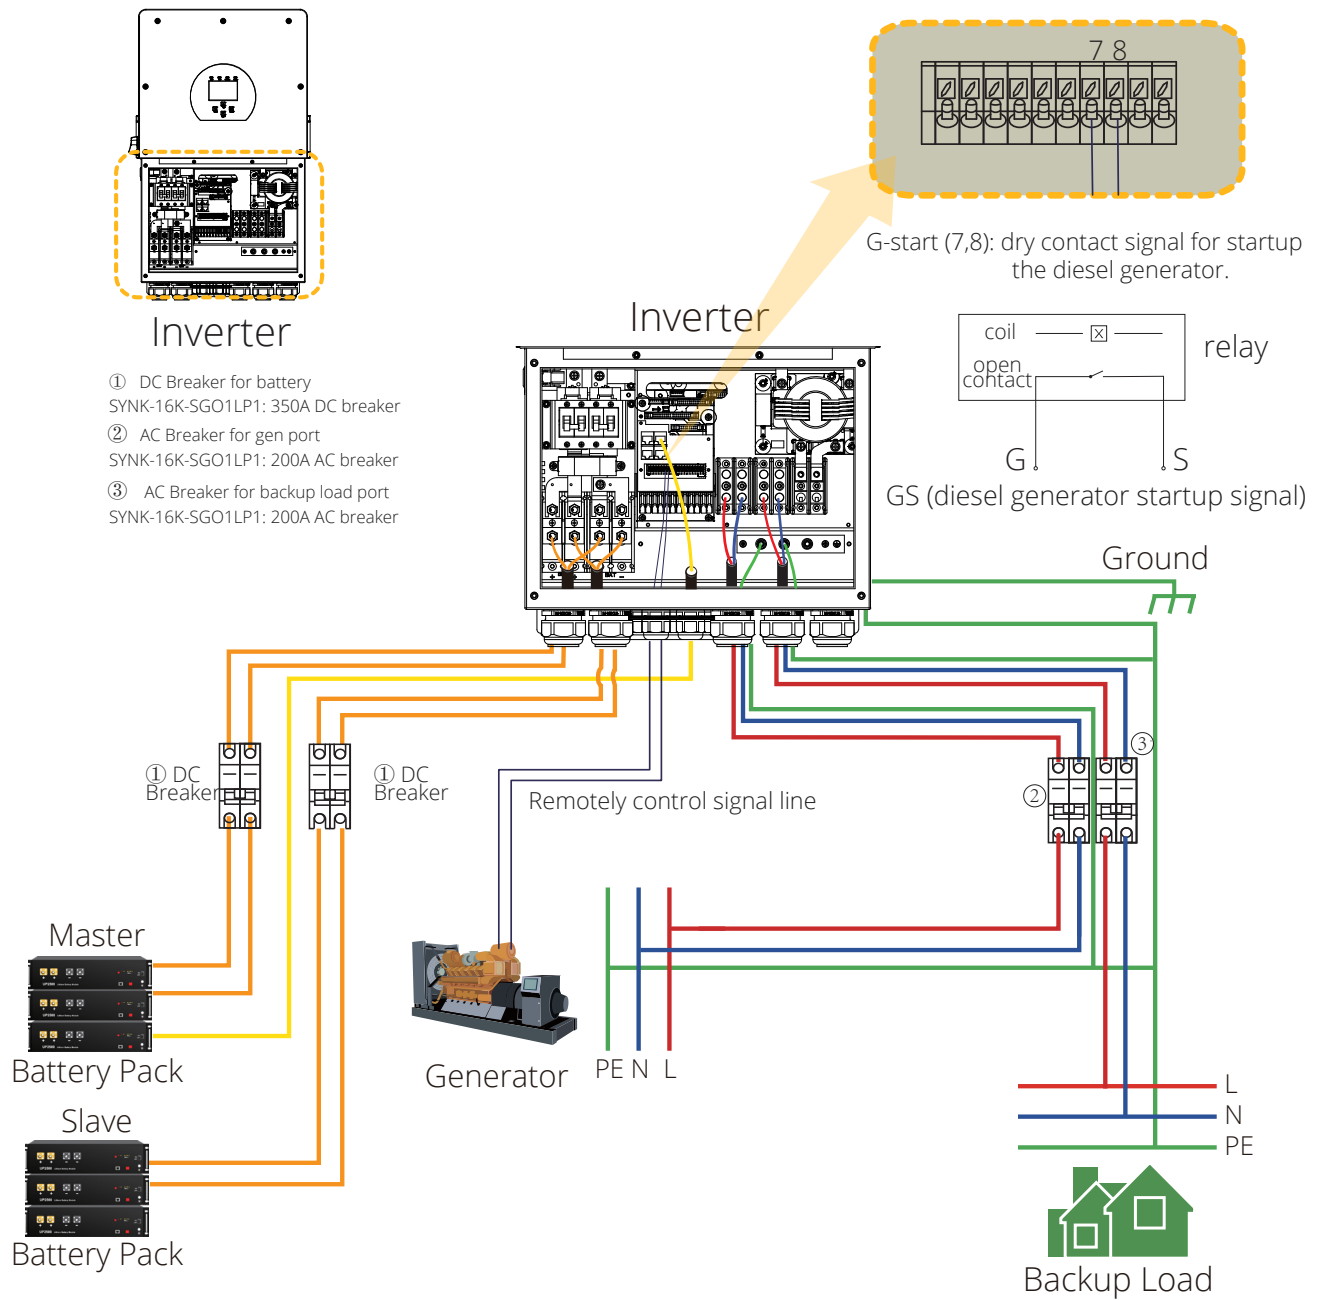 7 8
G-start (7,8): dry contact signal for startup
the diesel generator.
Inverter
Inverter
coil
relay
open
contact
① DC Breaker for battery
SYNK-16K-SGO1LP1: 350A DC breaker
② AC Breaker for gen port
SYNK-16K-SGO1LP1: 200A AC breaker
③ AC Breaker for backup load port
SYNK-16K-SGO1LP1: 200A AC breaker
G
S
GS (diesel generator startup signal)
Ground
+
BAT -
③
① DC
Breaker
① DC
Breaker
②
Remotely control signal line
Master
Battery Pack
Generator
PE N L
L
N
PE
Slave
Battery Pack
Backup Load